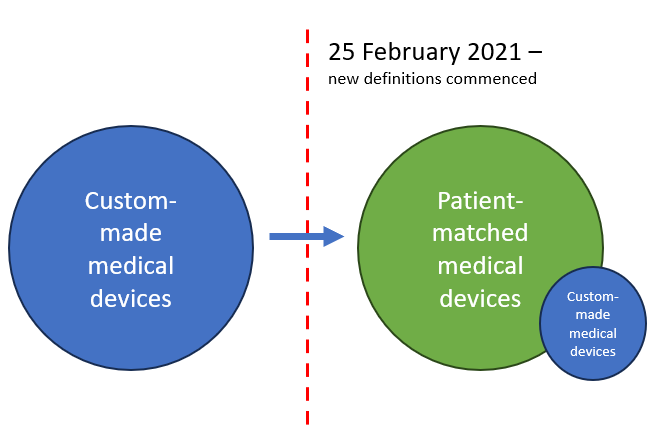 25 February 2021 –
new definitions commenced
Custom-
made
medical
devices
Patient-
matched
medical
devices
Custom-
made
medical
devices